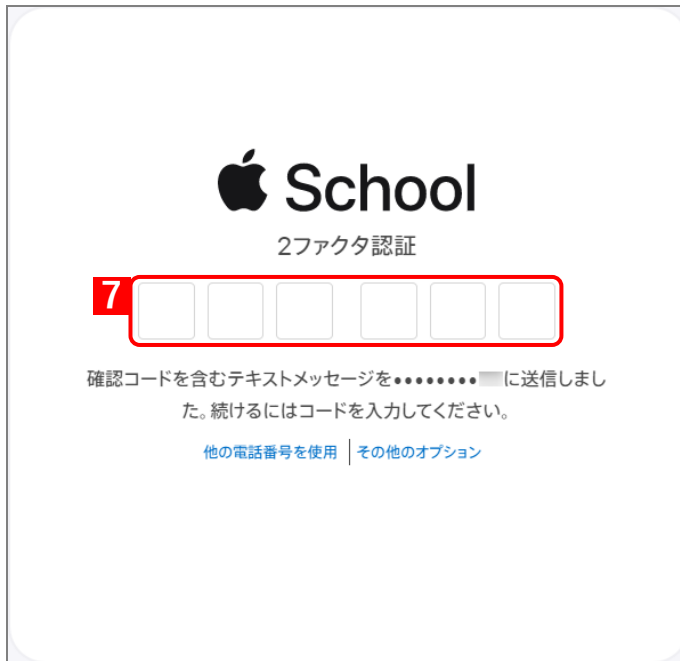 School
2ファクタ認証
7
確認コードを含むテキストメッセージを••••••••に送信しまし
た。続けるにはコードを入力してください。
他の電話番号を使用 | その他のオプション